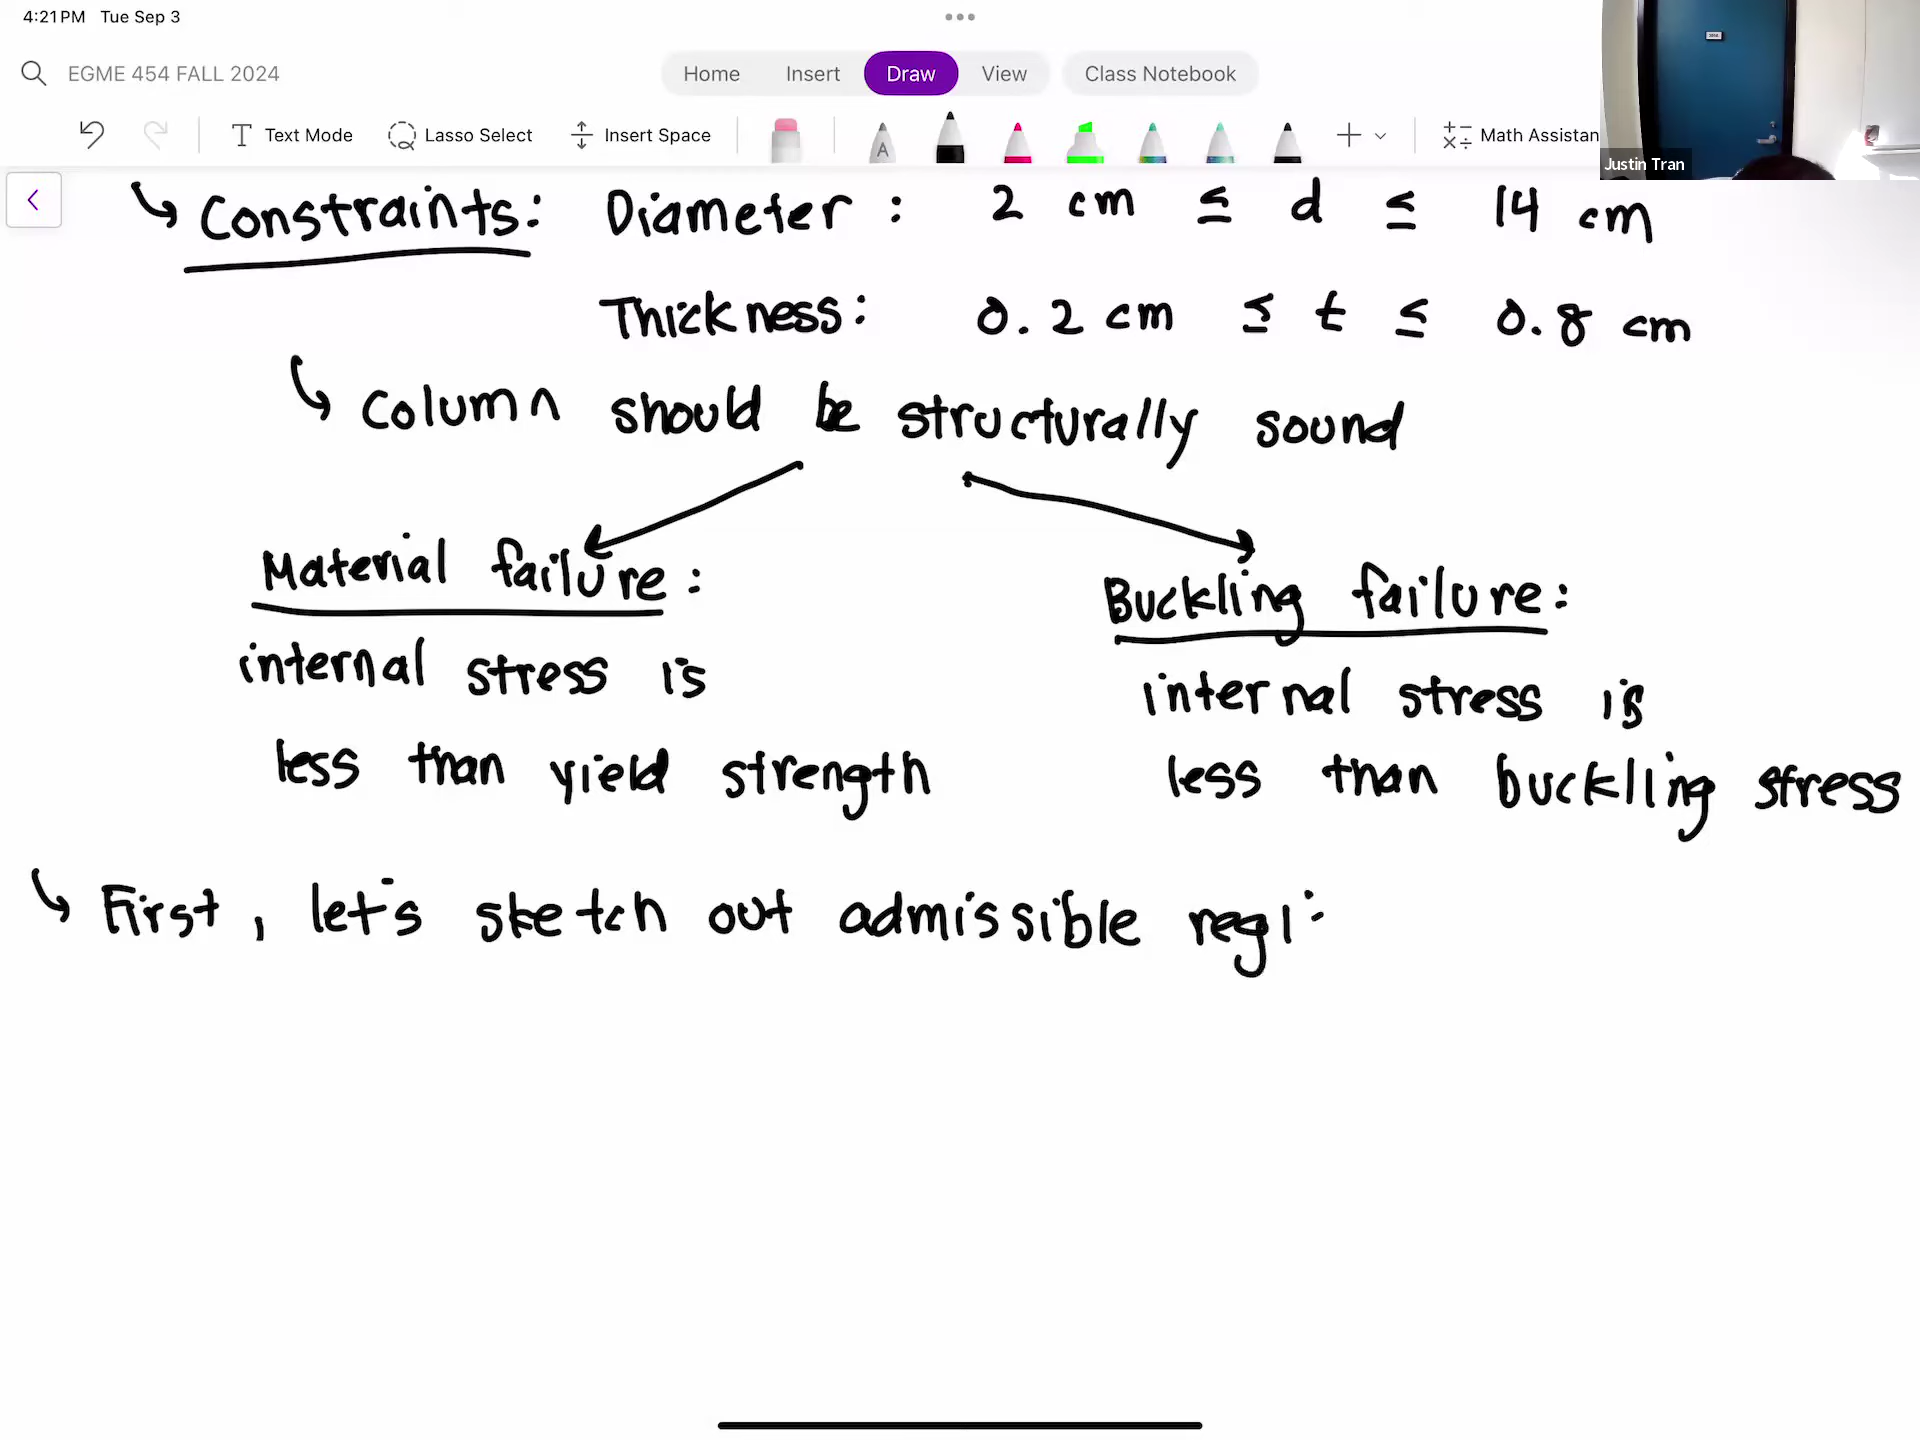 4:21 PM Tue Sep 3
EGME 454 FALL 2024
Home Insert Draw View Class Notebook
Text Mode Lasso Select Insert Space A Math Assistan
Justin Tran
Constraints: Diameter: 2 cm ≤ d ≤ 14 cm
Thickness: 0.2 cm ≤ t ≤ 0.8 cm
Column should be structurally sound
Material failure:
internal stress is
less than yield strength
Buckling failure:
internal stress is
less than buckling stress
First, let's sketch out admissible regi